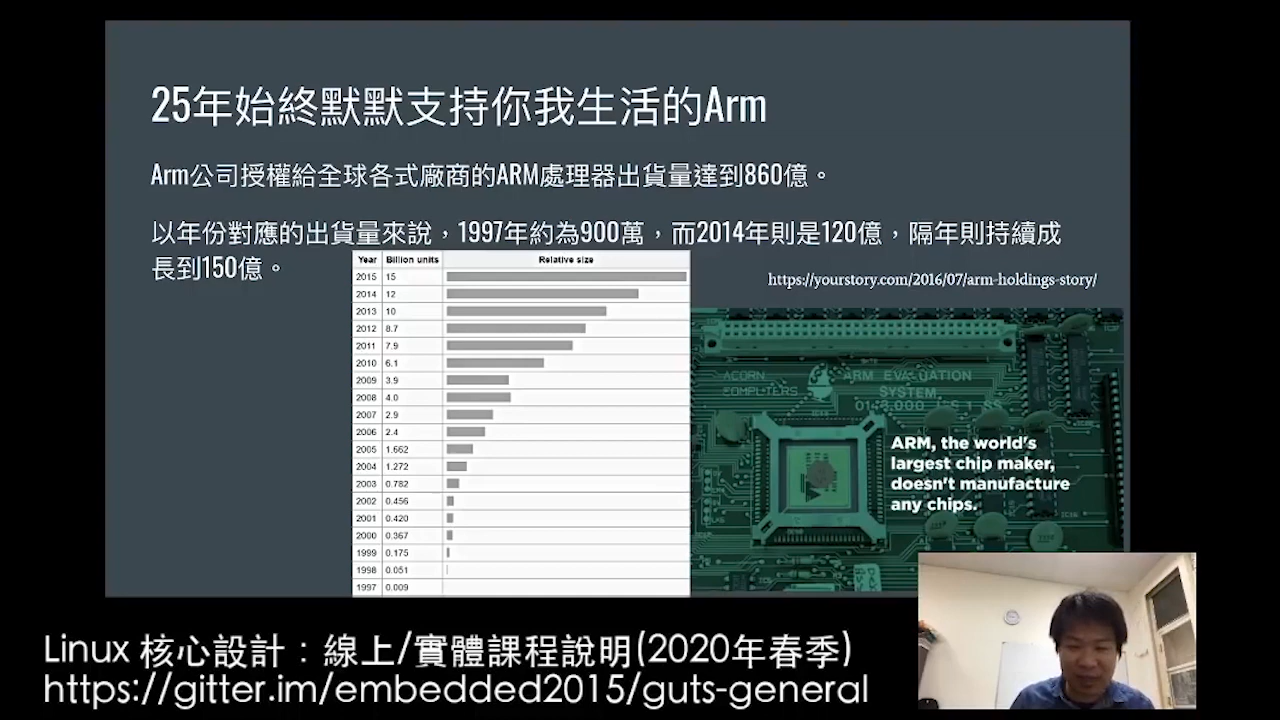 25年始終默默支持你我生活的Arm
Arm公司授權給全球各式廠商的ARM處理器出貨量達到860億。
以年份對應的出貨量來說，1997年約為900萬，而2014年則是120億，隔年則持續成
長到150億。
https://yourstory.com/2016/07/arm-holdings-story/
Year Billion units Relative size
2015 15
2014 12
2013 10
2012 8.7
2011 7.9
2010 6.1
2009 3.9
2008 4.0
2007 2.9
2006 2.4
2005 1.662
2004 1.272
2003 0.782
2002 0.456
2001 0.420
2000 0.367
1999 0.175
1998 0.051
1997 0.009
ACORN
COMPUTERS
ARM EVALUATION
SYSTEM
ARM, the world's
largest chip maker,
doesn't manufacture
any chips.
Linux 核心設計：線上/實體課程說明(2020年春季)
https://gitter.im/embedded2015/guts-general